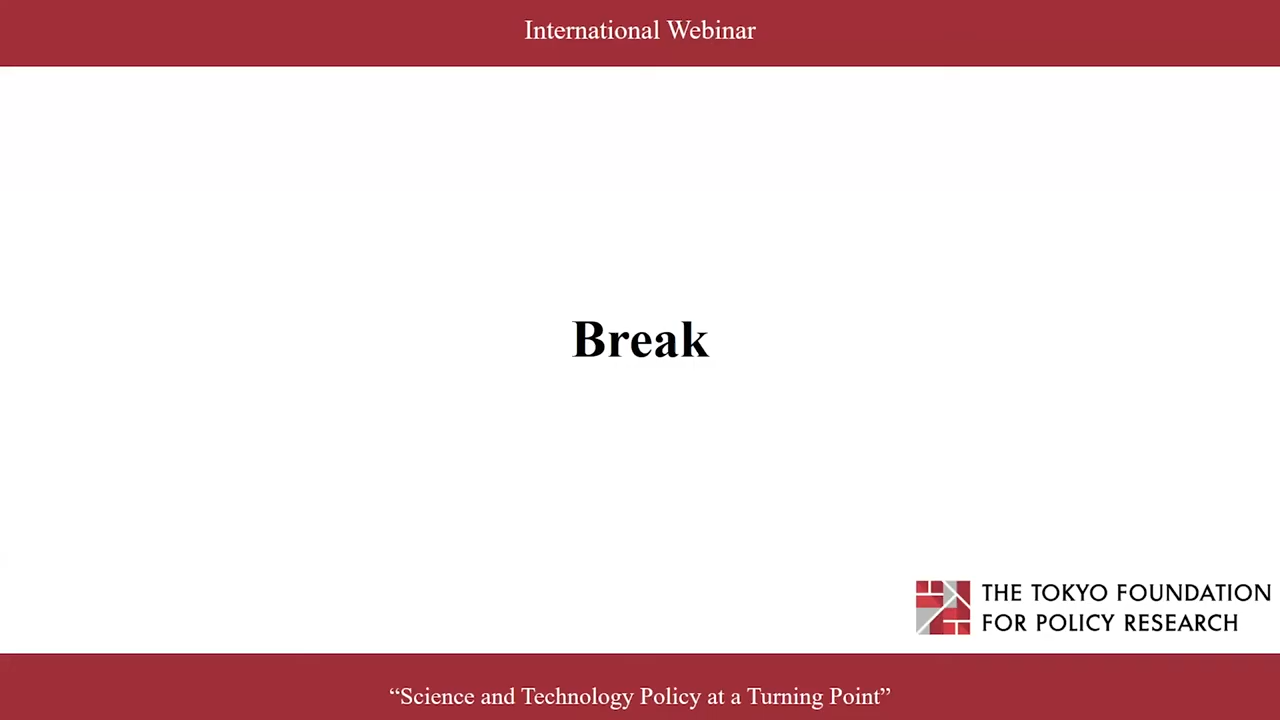 International Webinar
Break
THE TOKYO FOUNDATION
FOR POLICY RESEARCH
“Science and Technology Policy at a Turning Point”